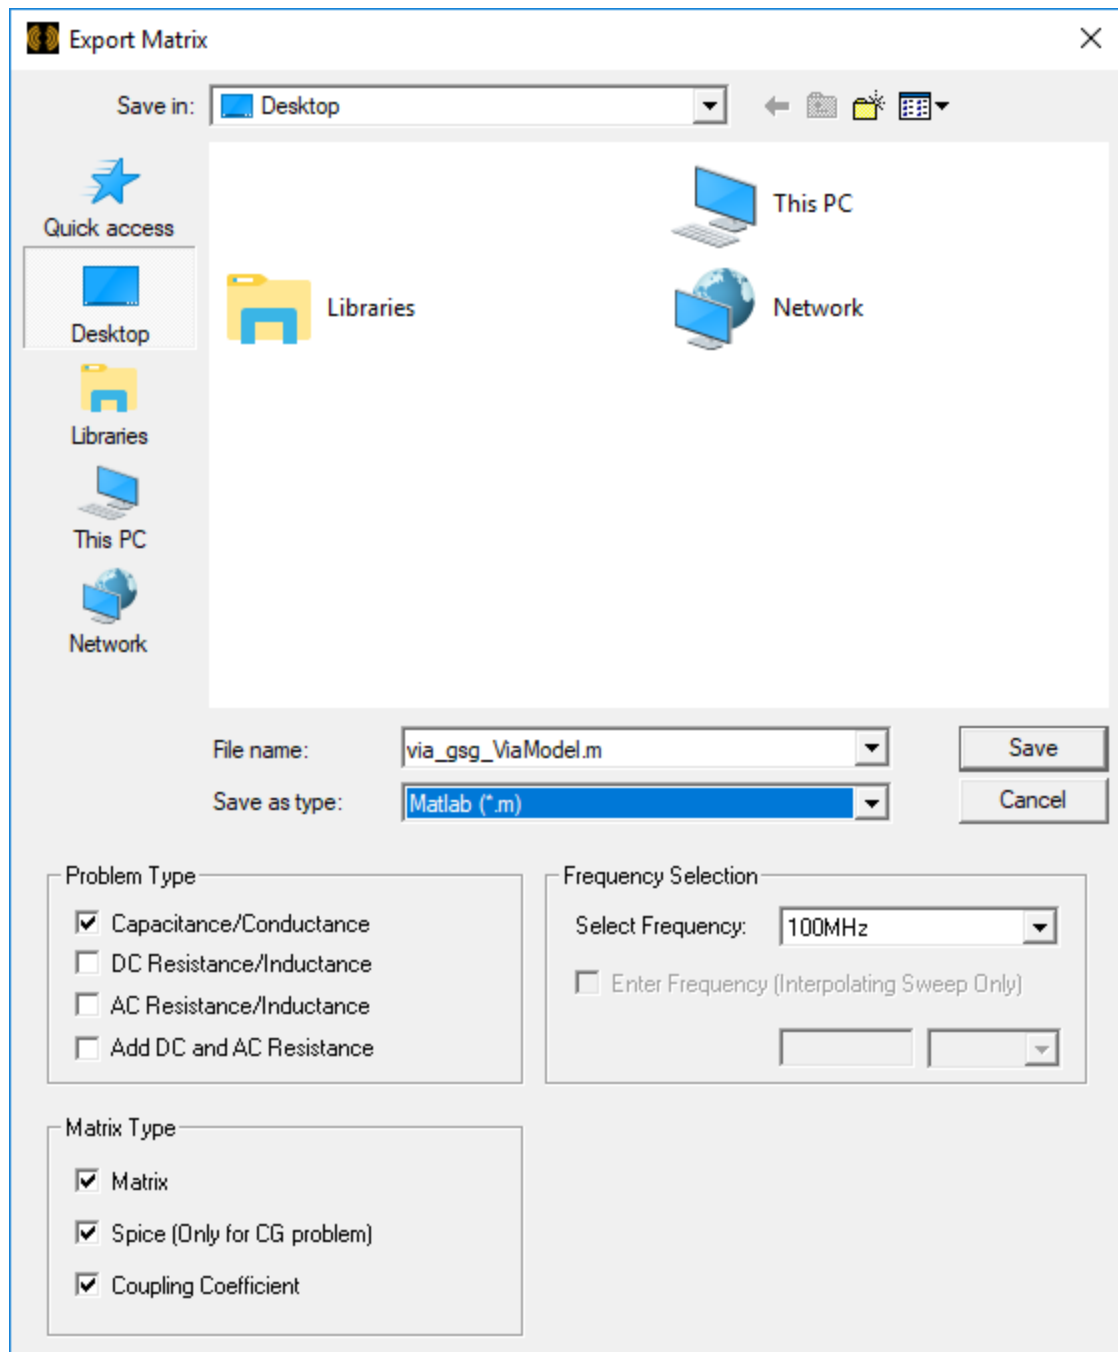 Export Matrix
Save in: Desktop
Quick access
Desktop
Libraries
This PC
Network
This PC
Libraries
Network
File name: via_gsg_ViaModel.m Save
Save as type: Matlab (*.m) Cancel
Problem Type
Capacitance/Conductance
DC Resistance/Inductance
AC Resistance/Inductance
Add DC and AC Resistance
Frequency Selection
Select Frequency: 100MHz
Enter Frequency (Interpolating Sweep Only)
Matrix Type
Matrix
Spice (Only for CG problem)
Coupling Coefficient